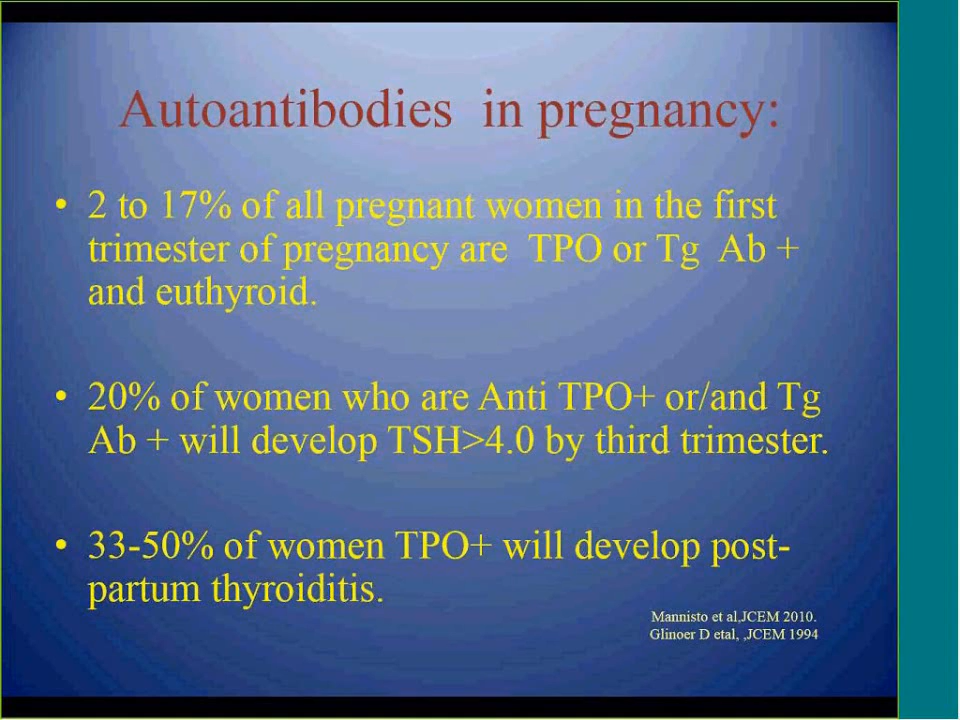 Autoantibodies in pregnancy:
• 2 to 17% of all pregnant women in the first
trimester of pregnancy are TPO or Tg Ab +
and euthyroid.
• 20% of women who are Anti TPO+ or/and Tg
Ab + will develop TSH>4.0 by third trimester.
• 33-50% of women TPO+ will develop post-
partum thyroiditis.
Mannisto et al,JCEM 2010.
Glinoer D etal, ,JCEM 1994